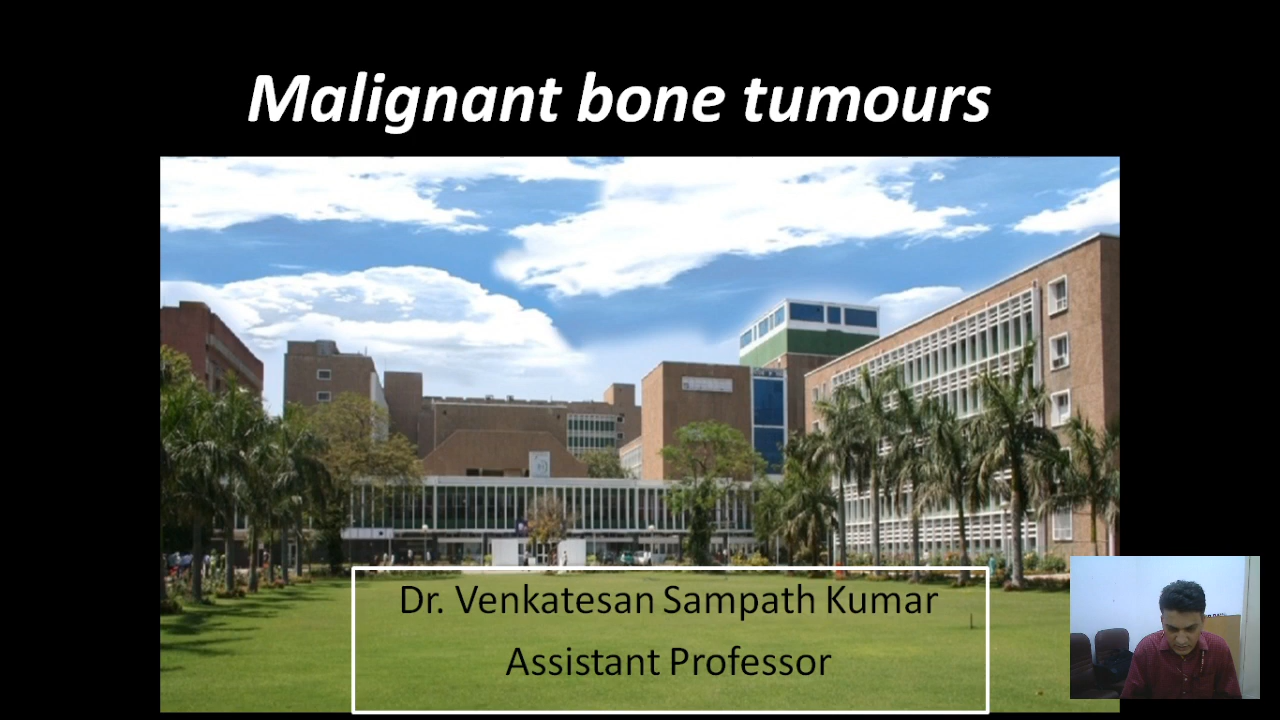 Malignant bone tumours
Dr. Venkatesan Sampath Kumar
Assistant Professor